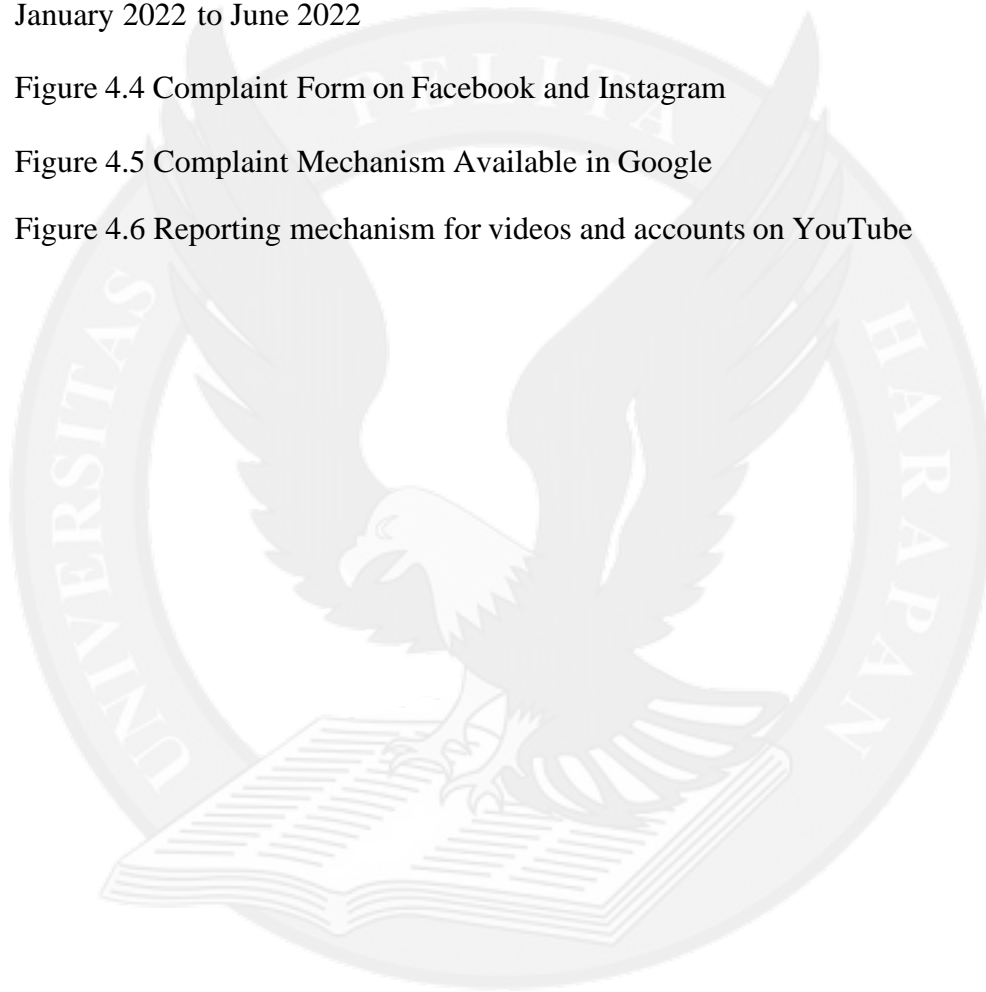 January 2022 to June 2022
Figure 4.4 Complaint Form on Facebook and Instagram
Figure 4.5 Complaint Mechanism Available in Google
Figure 4.6 Reporting mechanism for videos and accounts on YouTube
UNIVERSITAS PELITA HARAPAN